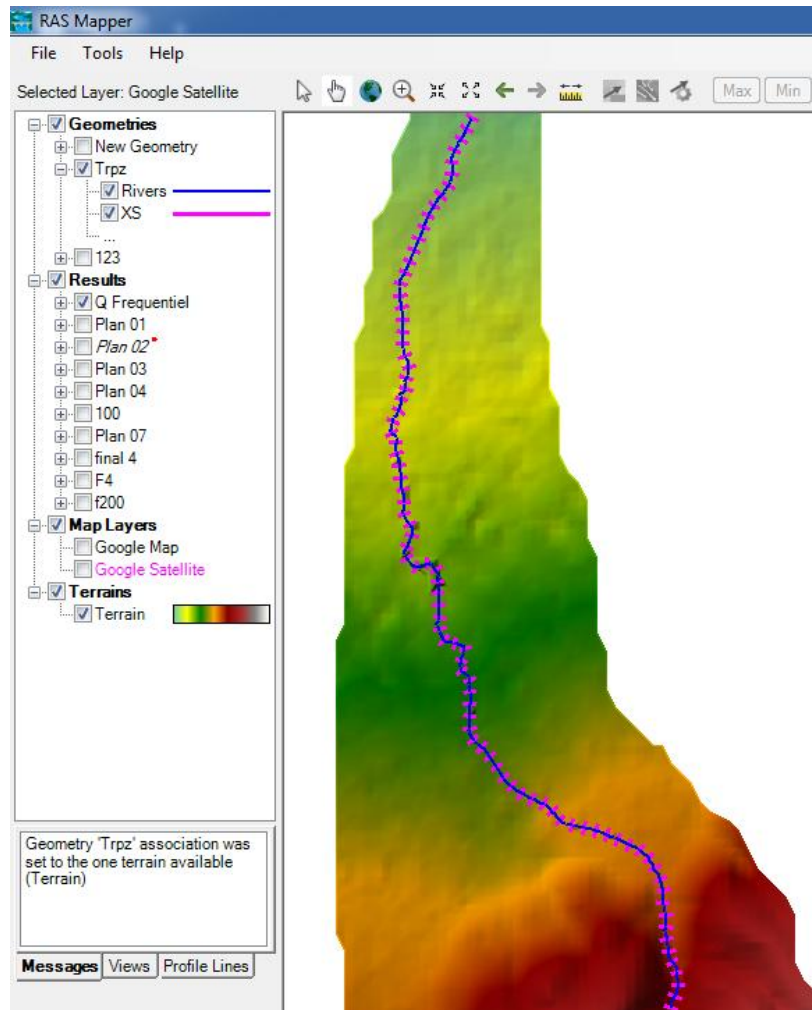 RAS Mapper
File Tools Help
Selected Layer: Google Satellite
Max Min
Geometries
New Geometry
Trpz
Rivers
XS
...
123
Results
Q Frequentiel
Plan 01
Plan 02
Plan 03
Plan 04
100
Plan 07
final 4
F4
f200
Map Layers
Google Map
Google Satellite
Terrains
Terrain
Geometry 'Trpz' association was
set to the one terrain available
(Terrain)
Messages Views Profile Lines